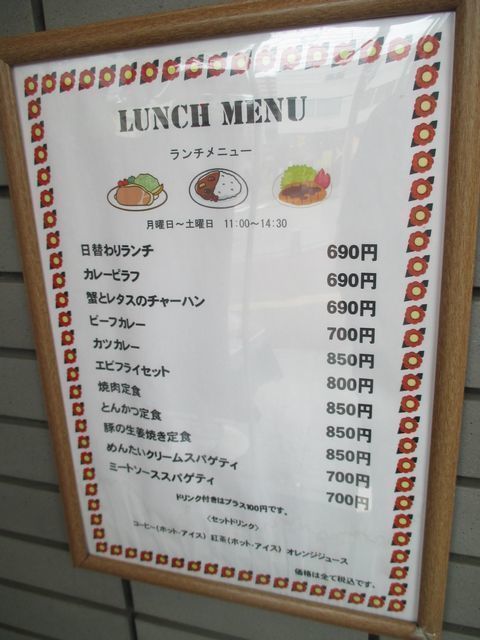 LUNCH MENU
ランチメニュー
月曜日～土曜日 11:00～14:30
日替わりランチ 690円
カレーピラフ 690円
蟹とレタスのチャーハン 690円
ビーフカレー 700円
カツカレー 850円
エビフライセット 800円
焼肉定食 850円
とんかつ定食 850円
豚の生姜焼き定食 850円
めんたいクリームスパゲティ 700円
ミートソーススパゲティ 700円
ドリンク付きはプラス100円です。
〈セットドリンク〉
コーヒー(ホット・アイス) 紅茶(ホット・アイス) オレンジジュース
価格は全て税込です。